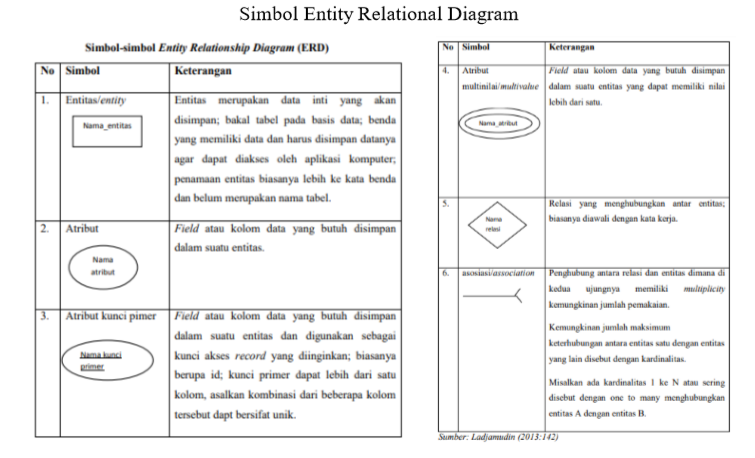 Simbol Entity Relational Diagram
Simbol-simbol Entity Relationship Diagram (ERD)
No Simbol Keterangan
1. Entitas/entity Entitas merupakan data inti yang akan
Nama_entitas disimpan; bakal tabel pada basis data; benda
yang memiliki data dan harus disimpan datanya
agar dapat diakses oleh aplikasi komputer;
penamaan entitas biasanya lebih ke kata benda
dan belum merupakan nama tabel.
2. Atribut Field atau kolom data yang butuh disimpan
dalam suatu entitas.
Nama
atribut
3. Atribut kunci pimer Field atau kolom data yang butuh disimpan
dalam suatu entitas dan digunakan sebagai
Nama kunci kunci akses record yang diinginkan; biasanya
primer berupa id; kunci primer dapat lebih dari satu
kolom, asalkan kombinasi dari beberapa kolom
tersebut dapt bersifat unik.
No Simbol Keterangan
4. Atribut Field atau kolom data yang butuh disimpan
multinilai/multivalue dalam suatu entitas yang dapat memiliki nilai
lebih dari satu.
Nama_atribut
5. Relasi yang menghubungkan antar entitas;
Nama biasanya diawali dengan kata kerja.
relasi
6. asosiasi/association Penghubung antara relasi dan entitas dimana di
kedua ujungnya memiliki multiplicity
kemungkinan jumlah pemakaian.
Kemungkinan jumlah maksimum
keterhubungan antara entitas satu dengan entitas
yang lain disebut dengan kardinalitas.
Misalkan ada kardinalitas 1 ke N atau sering
disebut dengan one to many menghubungkan
entitas A dengan entitas B.
Sumber: Ladjamudin (2013:142)